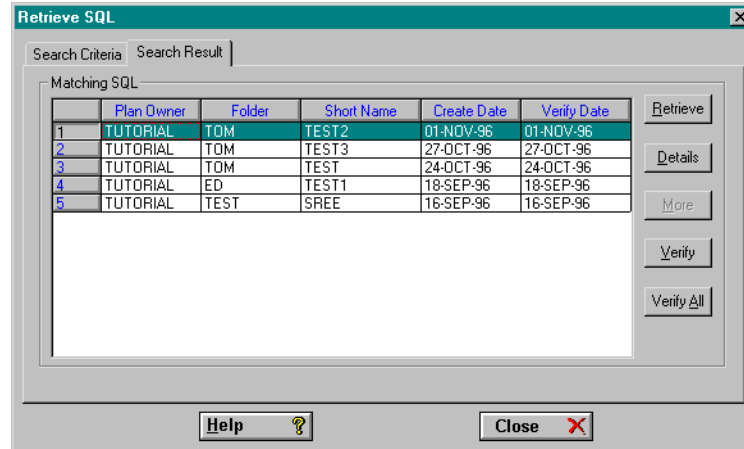 Retrieve SQL
Search Criteria Search Result
Matching SQL
Plan Owner Folder Short Name Create Date Verify Date
1 TUTORIAL TOM TEST2 01-NOV-96 01-NOV-96
2 TUTORIAL TOM TEST3 27-OCT-96 27-OCT-96
3 TUTORIAL TOM TEST 24-OCT-96 24-OCT-96
4 TUTORIAL ED TEST1 18-SEP-96 18-SEP-96
5 TUTORIAL TEST SREE 16-SEP-96 16-SEP-96
Retrieve
Details
More
Verify
Verify All
Help ? Close